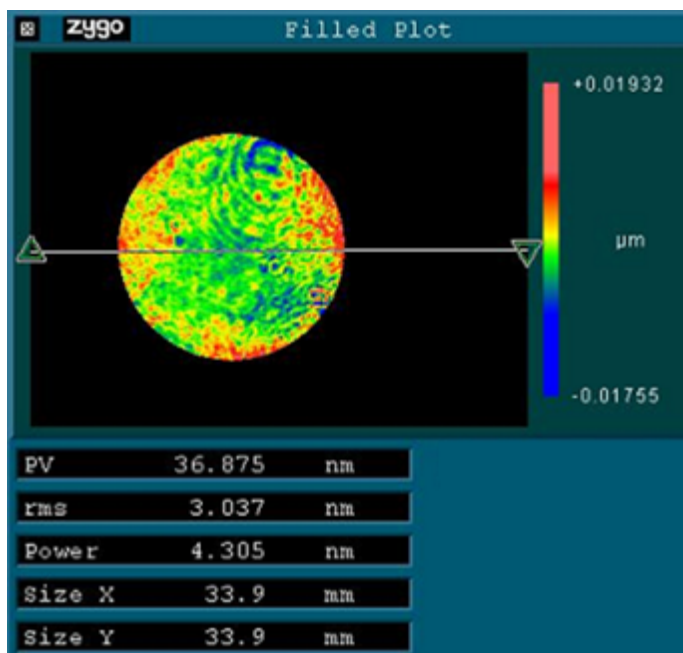 zygo Filled Plot
+0.01932
µm
-0.01755
PV 36.875 nm
rms 3.037 nm
Power 4.305 nm
Size X 33.9 mm
Size Y 33.9 mm